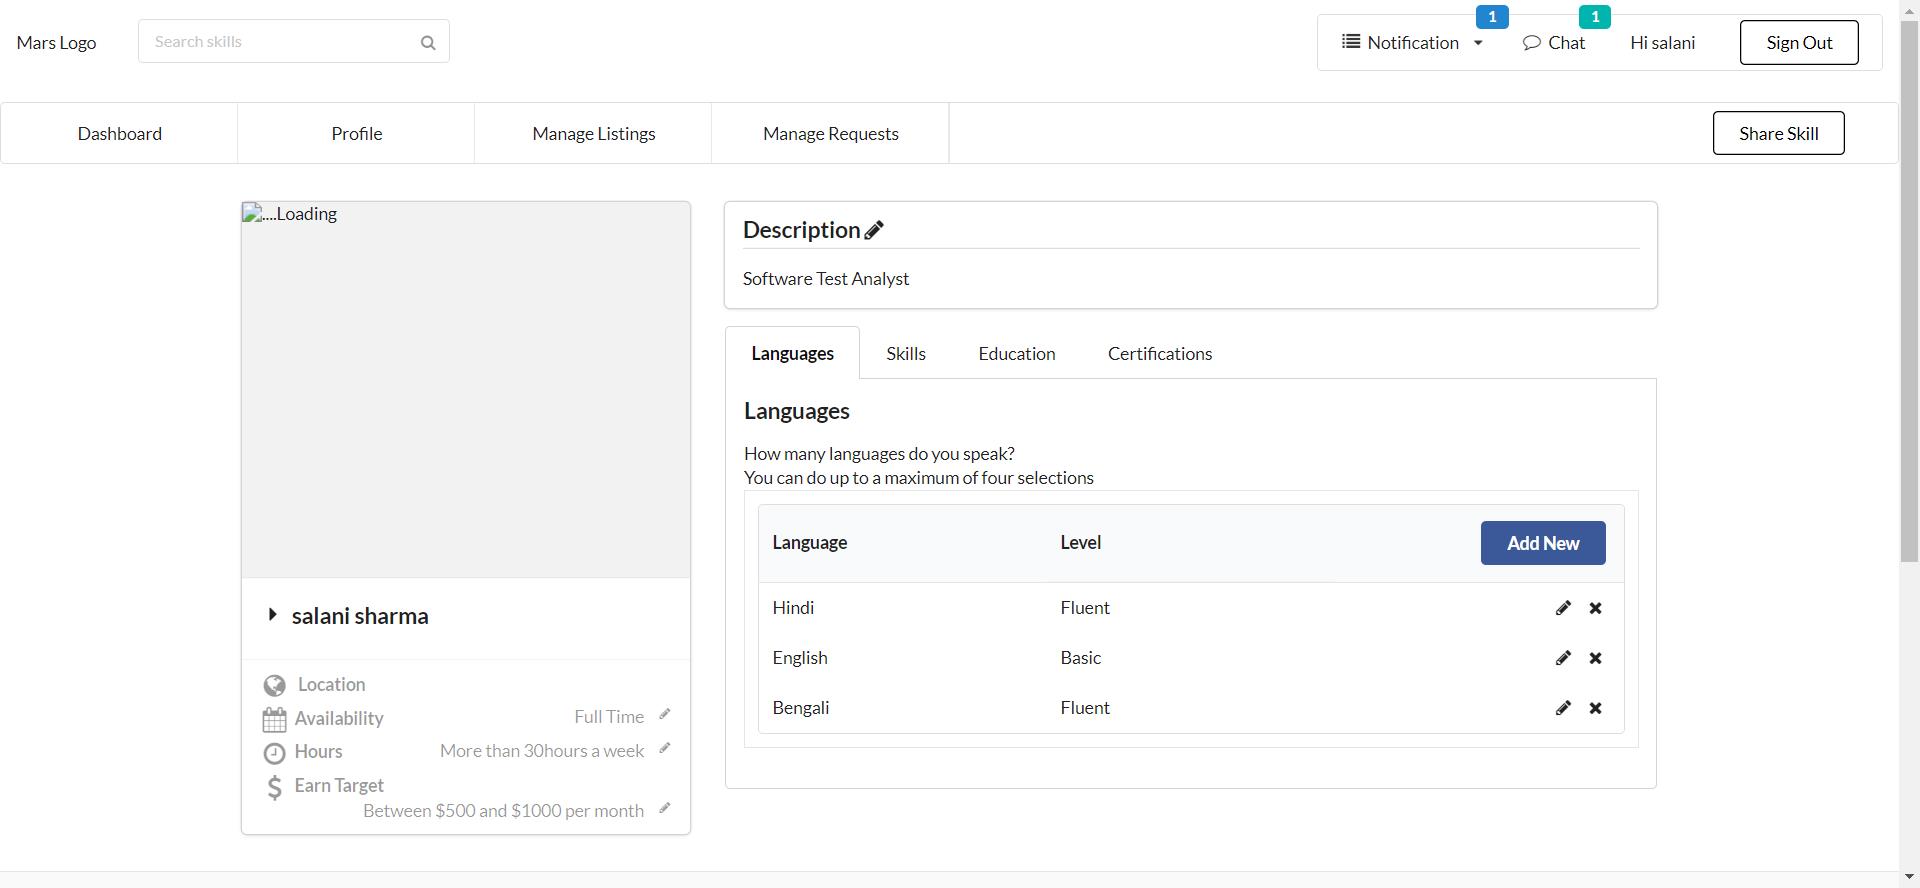 Mars Logo
Search skills
Notification
1
Chat
1
Hi salani
Sign Out
Dashboard
Profile
Manage Listings
Manage Requests
Share Skill
....Loading
salani sharma
Location
Availability
Full Time
Hours
More than 30hours a week
Earn Target
Between $500 and $1000 per month
Description
Software Test Analyst
Languages
Skills
Education
Certifications
Languages
How many languages do you speak?
You can do up to a maximum of four selections
Language Level Add New
Hindi Fluent
English Basic
Bengali Fluent